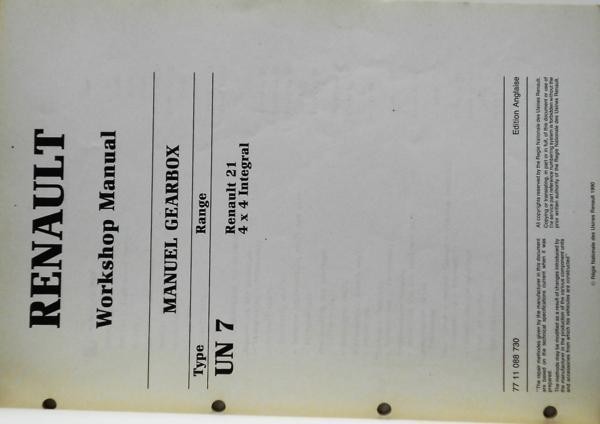 RENAULT
Workshop Manual
MANUEL GEARBOX
Type Range
UN 7 Renault 21
4 x 4 Integral
77 11 088 730 Edition Anglaise
"The repair methodes given by the manufacturer in this document
are based on the technical specifications current when it was
prepared.
The methods may be modified as a result of changes introduced by
the manufacturer in the production of the various component units
and accessories from which his vehicles are constructed"
All copyrights reserved by the Regie Nationale des Usines Renault.
Copying or translating, in part or in full, of this document or use of
the service part reference numbering system is forbidden without the
prior written authority of the Regie Nationale des Usines Renault.
© Régie Nationale des Usines Renault 1990